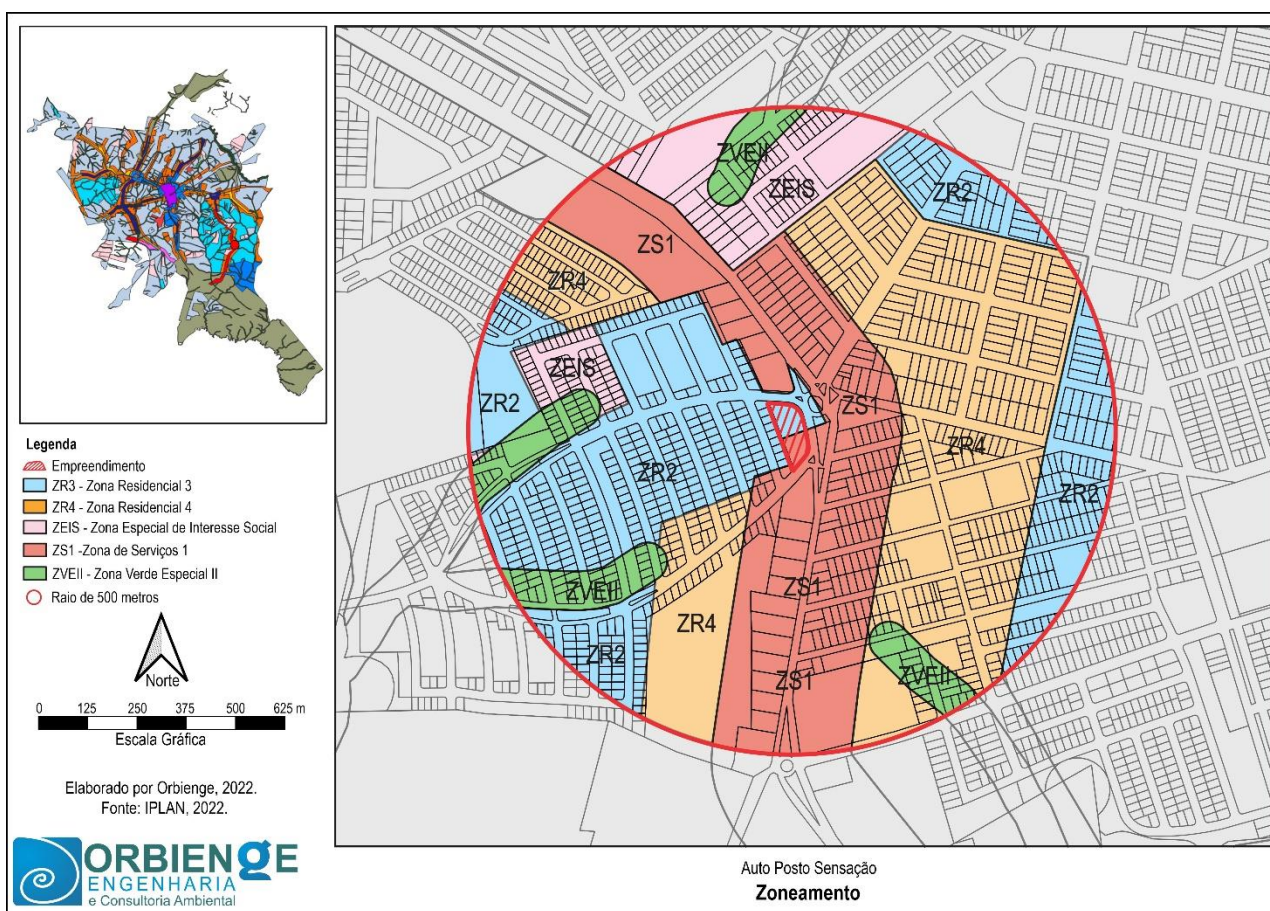 Legenda
Empreendimento
ZR3 - Zona Residencial 3
ZR4 - Zona Residencial 4
ZEIS - Zona Especial de Interesse Social
ZS1 -Zona de Serviços 1
ZVEII - Zona Verde Especial II
Raio de 500 metros
Norte
0 125 250 375 500 625 m
Escala Gráfica
Elaborado por Orbienge, 2022.
Fonte: IPLAN, 2022.
ORBIENGE
ENGENHARIA
e Consultoria Ambiental
ZVEII
ZEIS
ZR2
ZS1
ZR4
ZEIS
ZR2
ZS1
ZR4
ZR2
ZR2
ZVEII
ZS1
ZR4
ZR2
ZS1
ZVEII
Auto Posto Sensação
Zoneamento